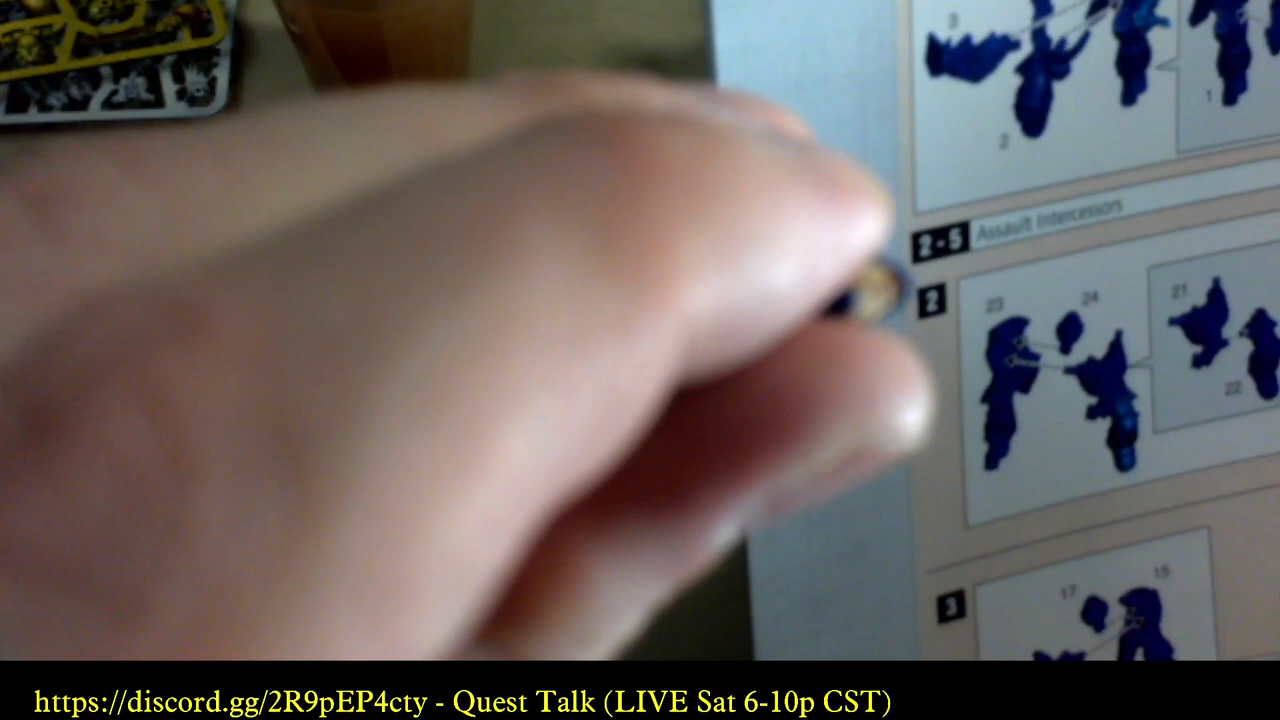 3
2
1
2-5 Assault Intercessors
2
23 24 21
22
3
17 15
https://discord.gg/2R9pEP4cty - Quest Talk (LIVE Sat 6-10p CST)